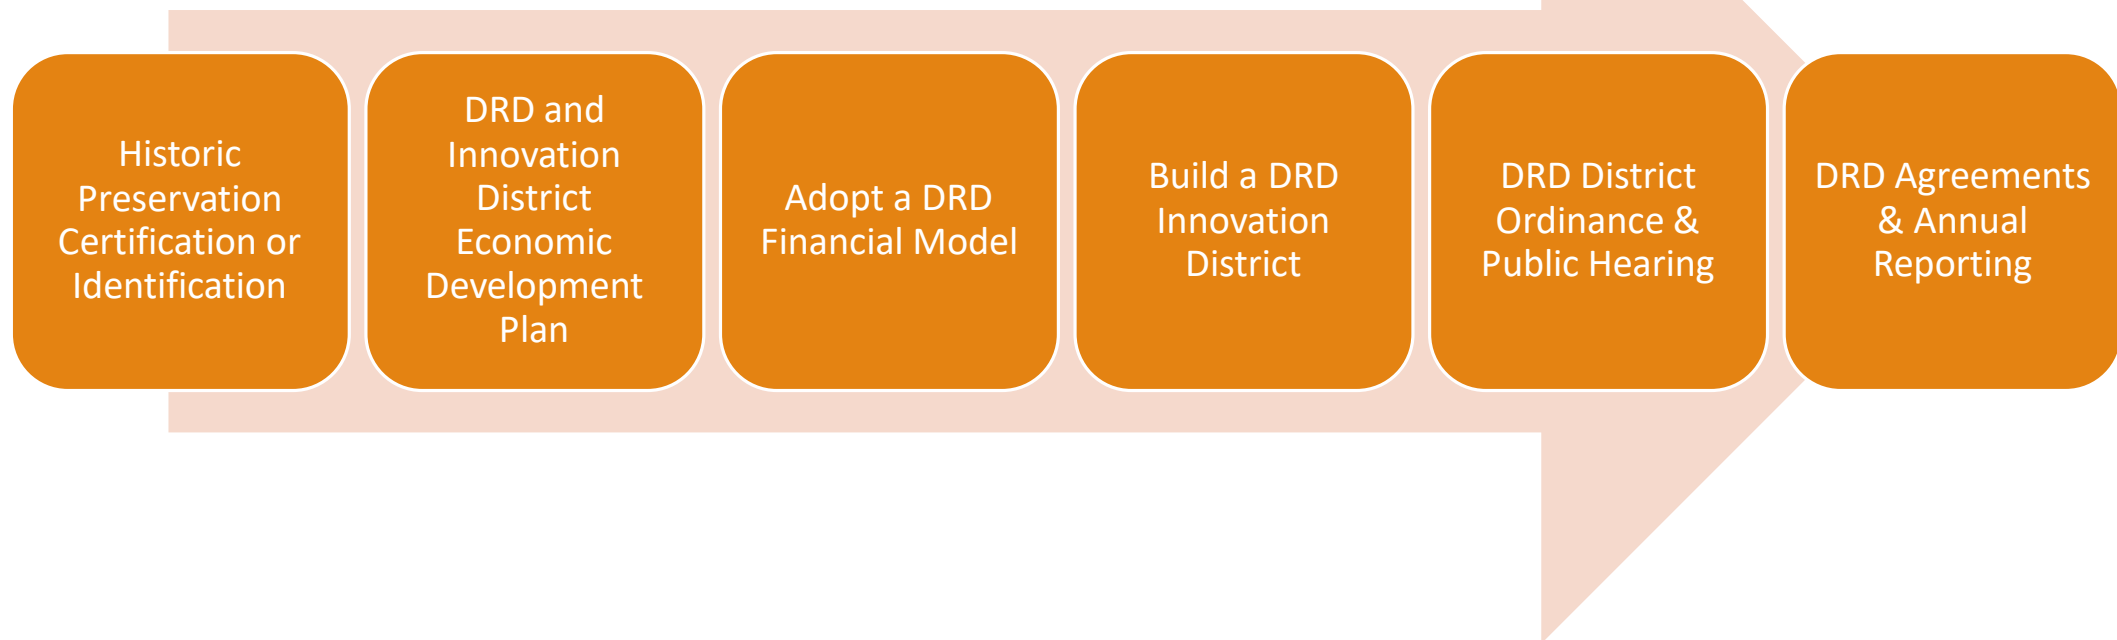 Historic
Preservation
Certification or
Identification
DRD and
Innovation
District
Economic
Development
Plan
Adopt a DRD
Financial Model
Build a DRD
Innovation
District
DRD District
Ordinance &
Public Hearing
DRD Agreements
& Annual
Reporting